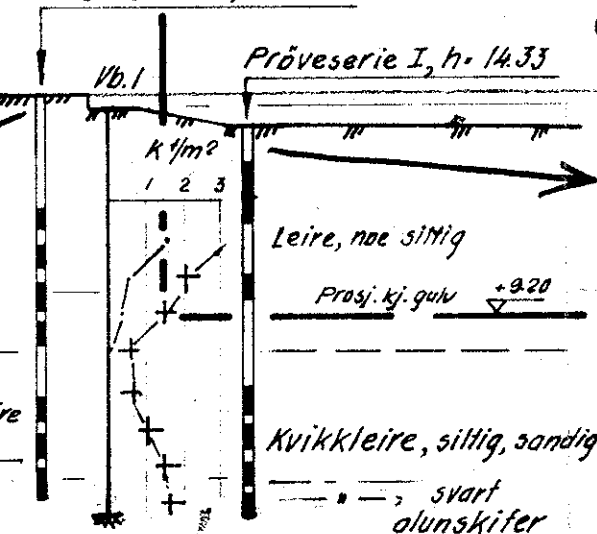 Vb.1
Pröveserie I, h= 14.33
K t/m²
1 2 3
Leire, noe siltig
Prosj. kj. gulv +9.20
Kvikkleire, siltig, sandig
— " —, svart
alunskifer